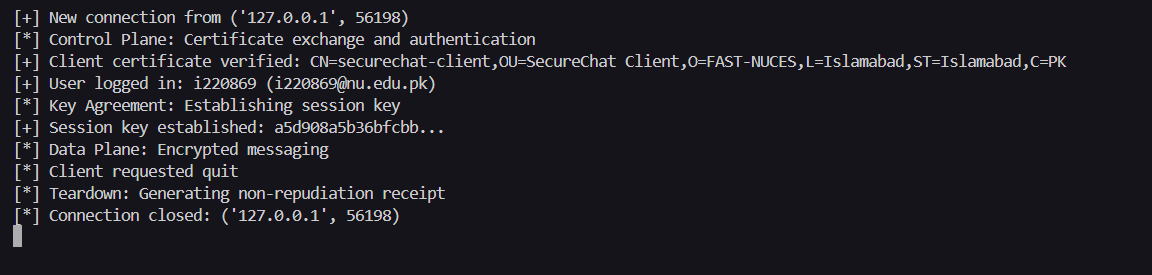 [+] New connection from ('127.0.0.1', 56198)
[*] Control Plane: Certificate exchange and authentication
[+] Client certificate verified: CN=securechat-client,OU=SecureChat Client,O=FAST-NUCES,L=Islamabad,ST=Islamabad,C=PK
[+] User logged in: i220869 (i220869@nu.edu.pk)
[*] Key Agreement: Establishing session key
[+] Session key established: a5d908a5b36bfcbb...
[*] Data Plane: Encrypted messaging
[*] Client requested quit
[*] Teardown: Generating non-repudiation receipt
[*] Connection closed: ('127.0.0.1', 56198)